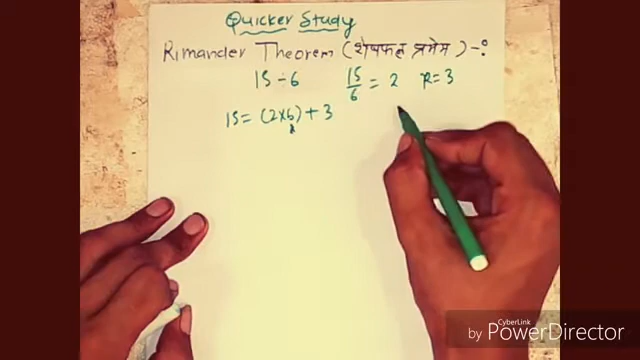 Quicker Study
Rimander Theorem (शेषफल प्रमेय) -:
15 ÷ 6 15/6 = 2 r = 3
15 = (2×6) + 3
by CyberLink PowerDirector